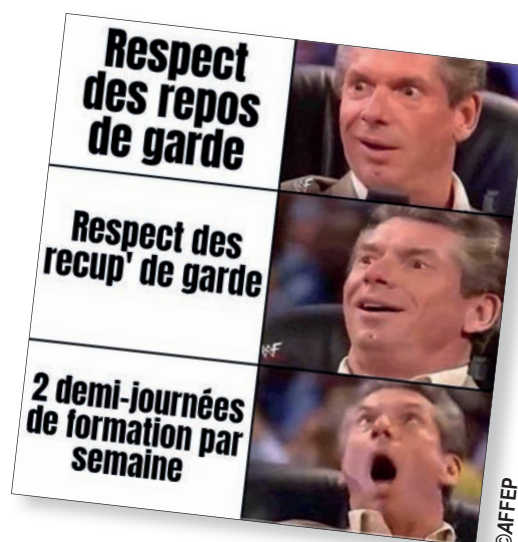 Respect
des repos
de garde
Respect des
recup' de garde
2 demi-journées
de formation par
semaine
©AFFEP